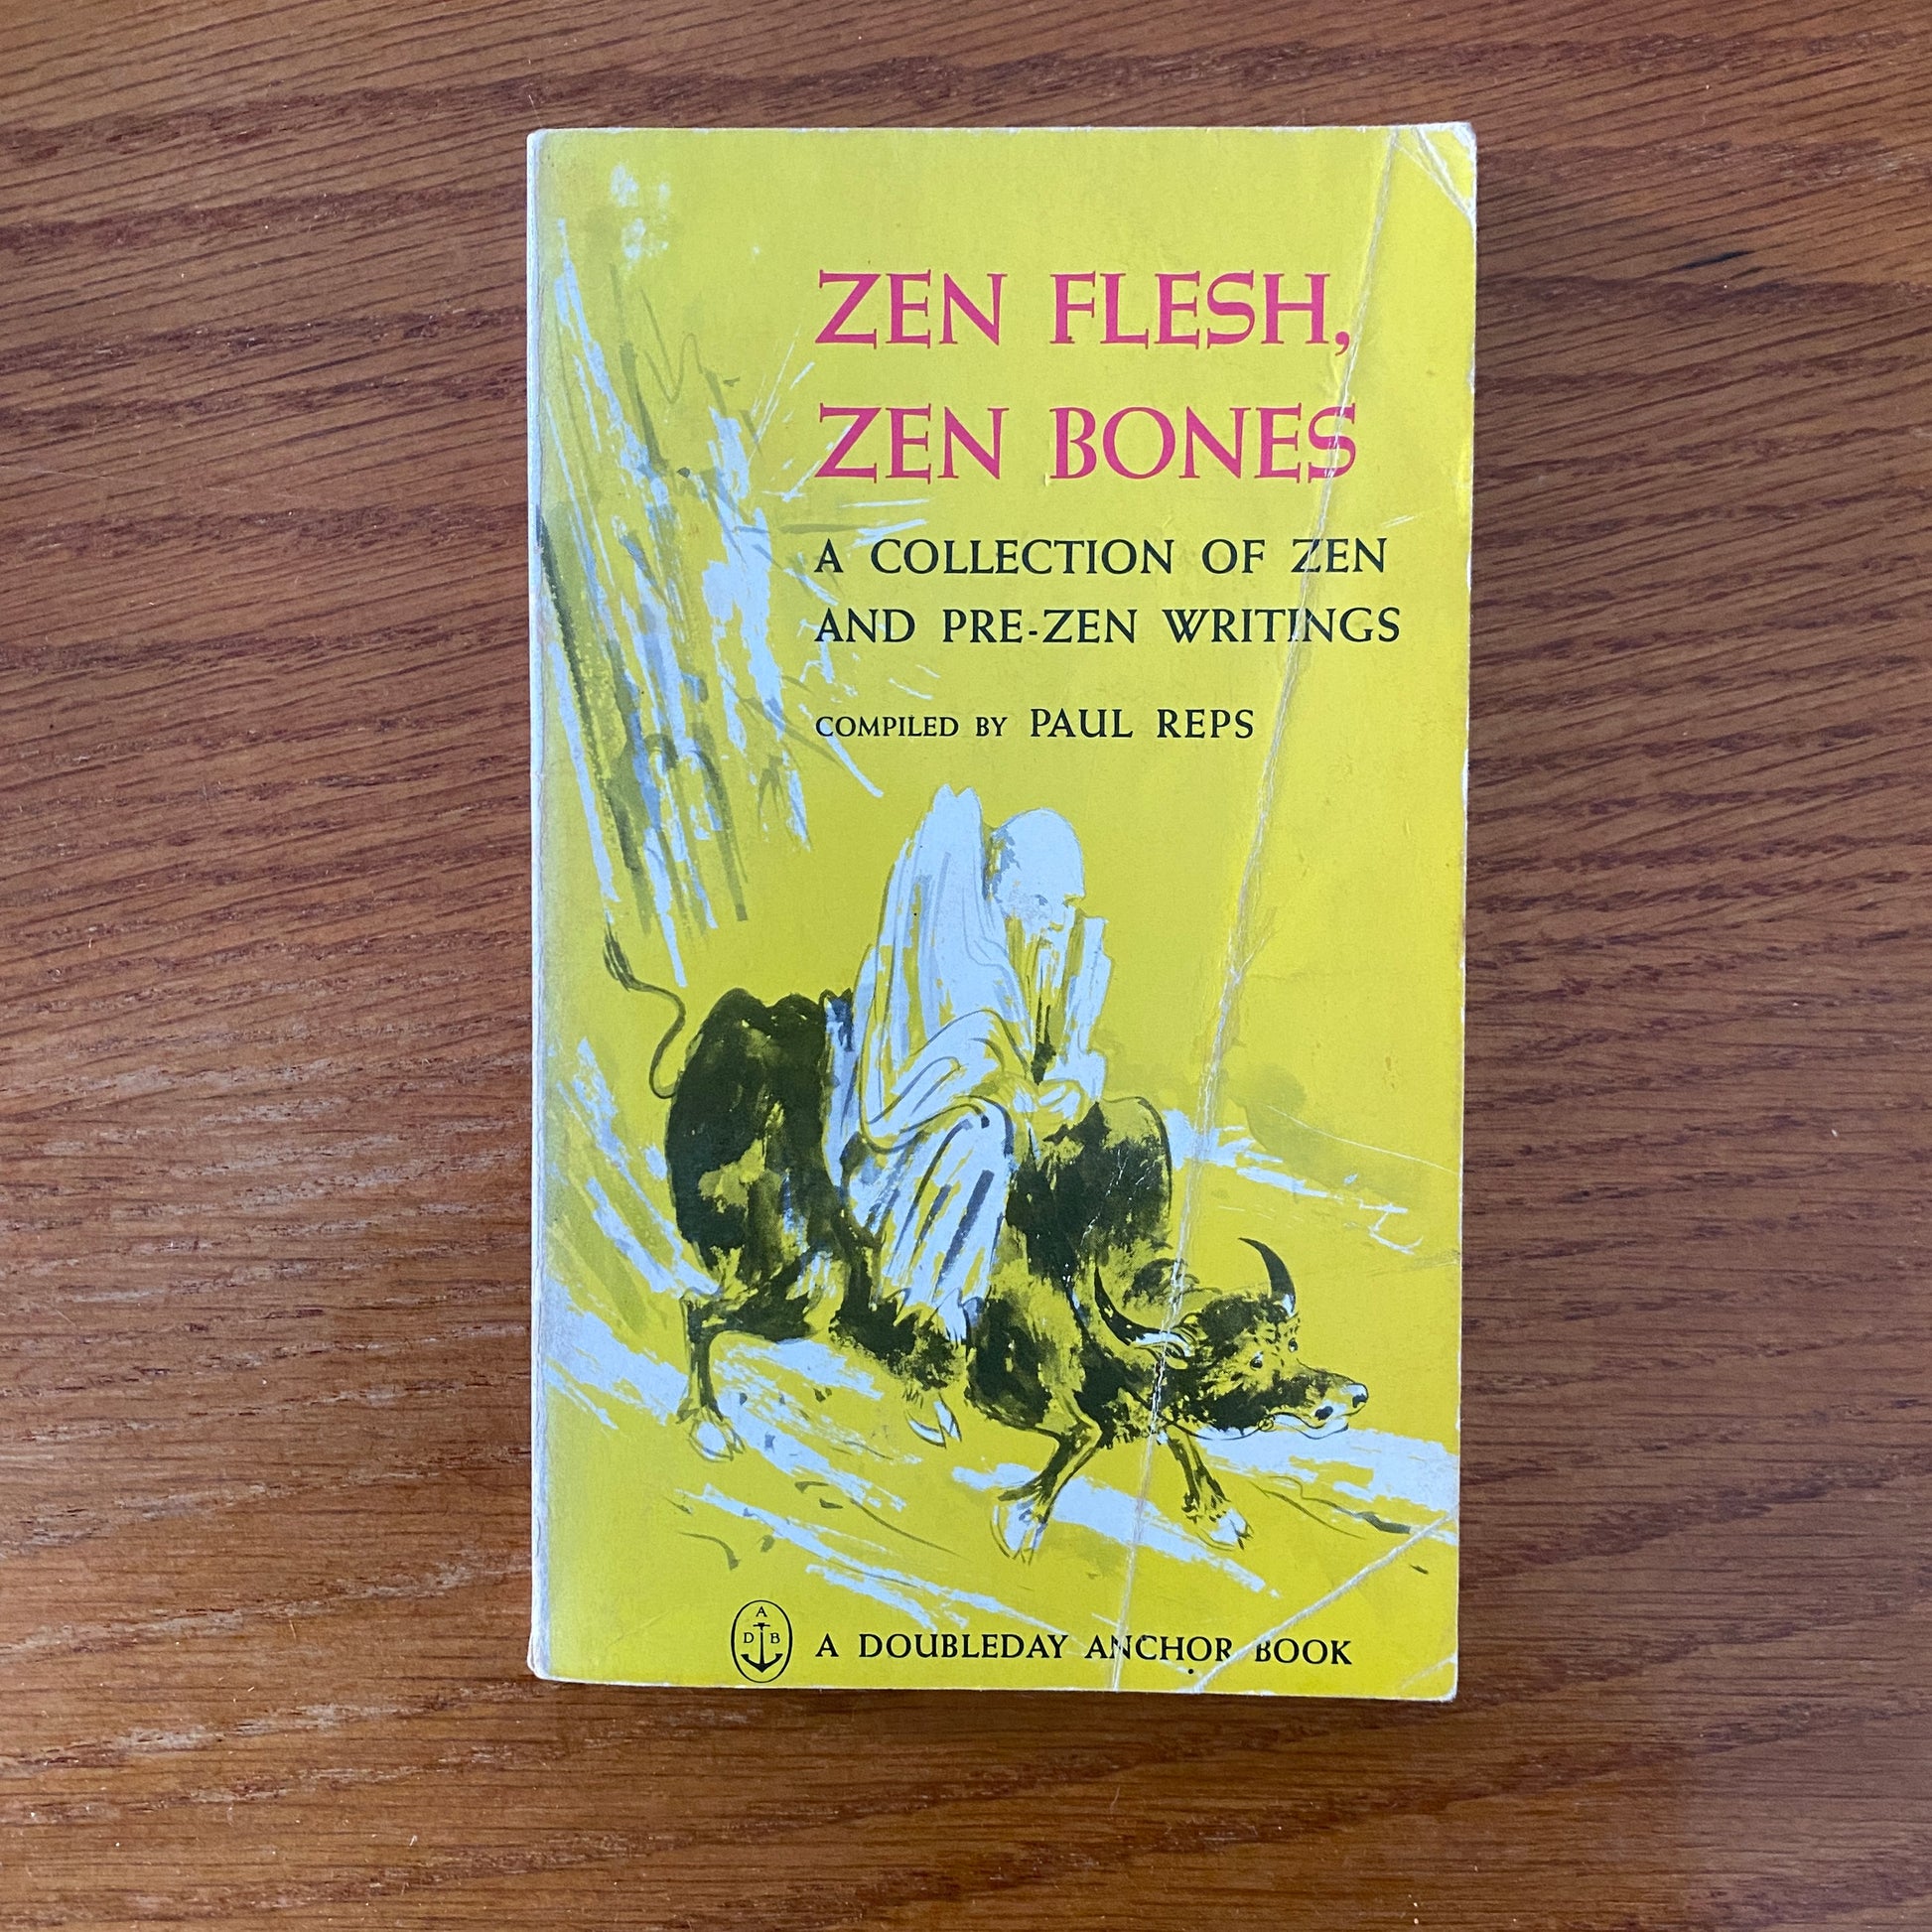 ZEN FLESH,
ZEN BONES
A COLLECTION OF ZEN
AND PRE-ZEN WRITINGS
COMPILED BY PAUL REPS
A
D B
A DOUBLEDAY ANCHOR BOOK